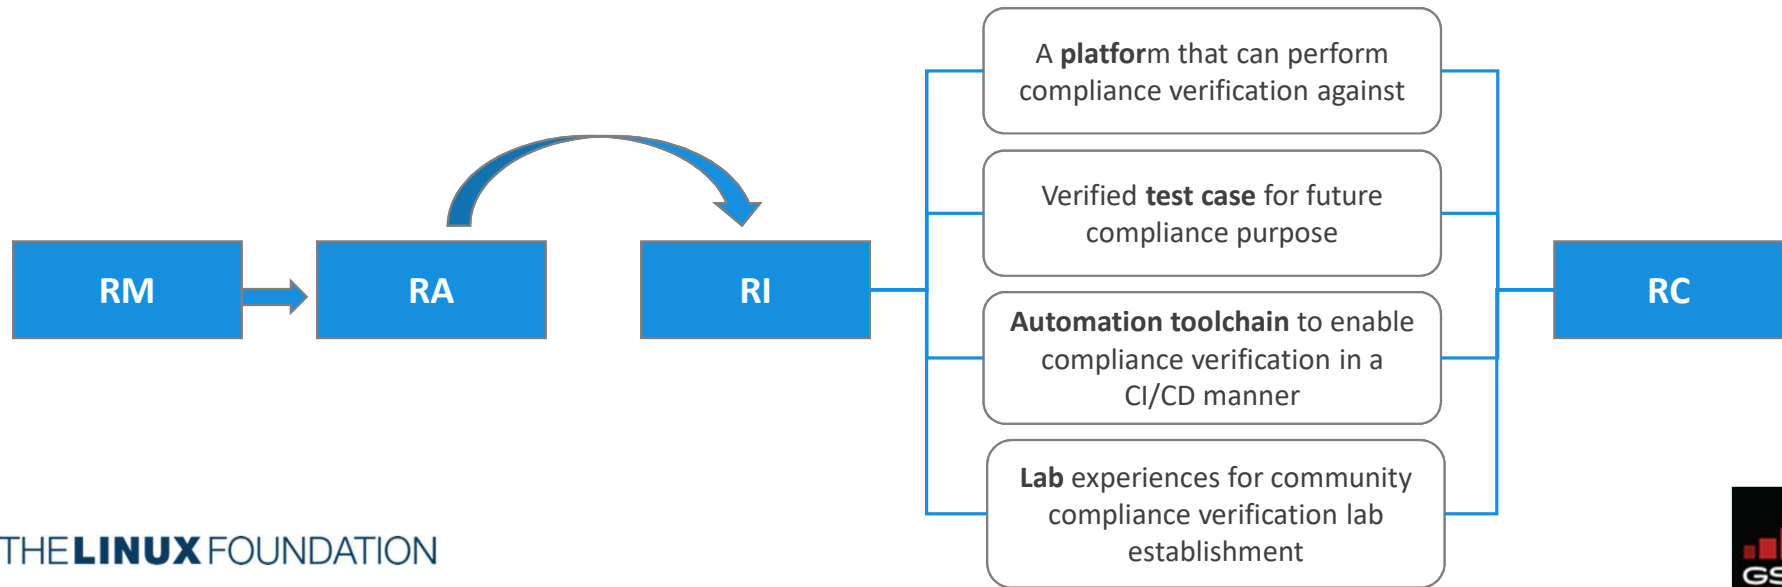 A platform that can perform
compliance verification against
Verified test case for future
compliance purpose
RM
RA
RI
RC
Automation toolchain to enable
compliance verification in a
CI/CD manner
Lab experiences for community
compliance verification lab
establishment
THE LINUX FOUNDATION